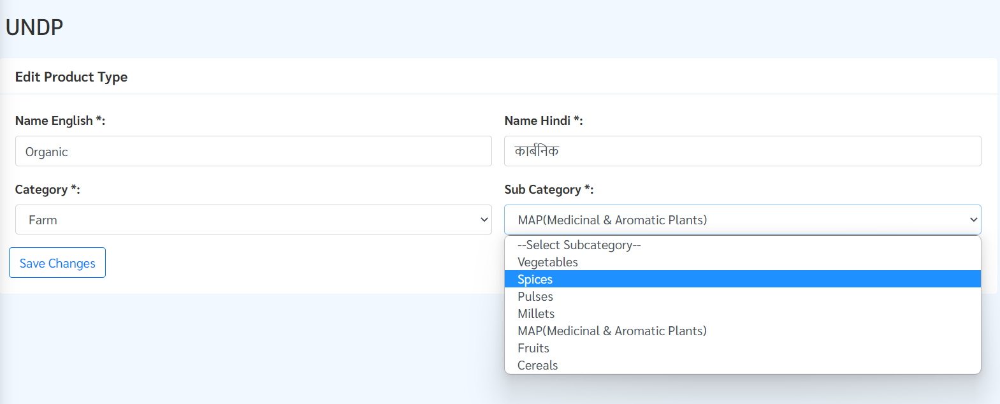 UNDP
Edit Product Type
Name English *:
Name Hindi *:
Organic
कार्बनिक
Category *:
Sub Category *:
Farm
MAP(Medicinal & Aromatic Plants)
--Select Subcategory--
Vegetables
Spices
Pulses
Millets
MAP(Medicinal & Aromatic Plants)
Fruits
Cereals
Save Changes